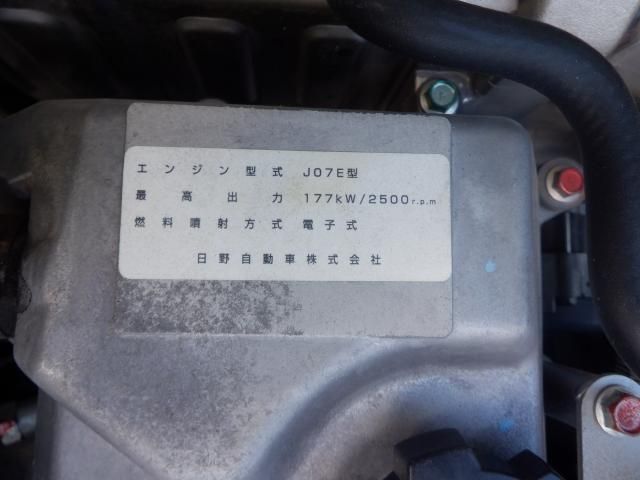 エンジン型式 J07E型
最高出力 177kW/2500r.p.m
燃料噴射方式 電子式
日野自動車株式会社